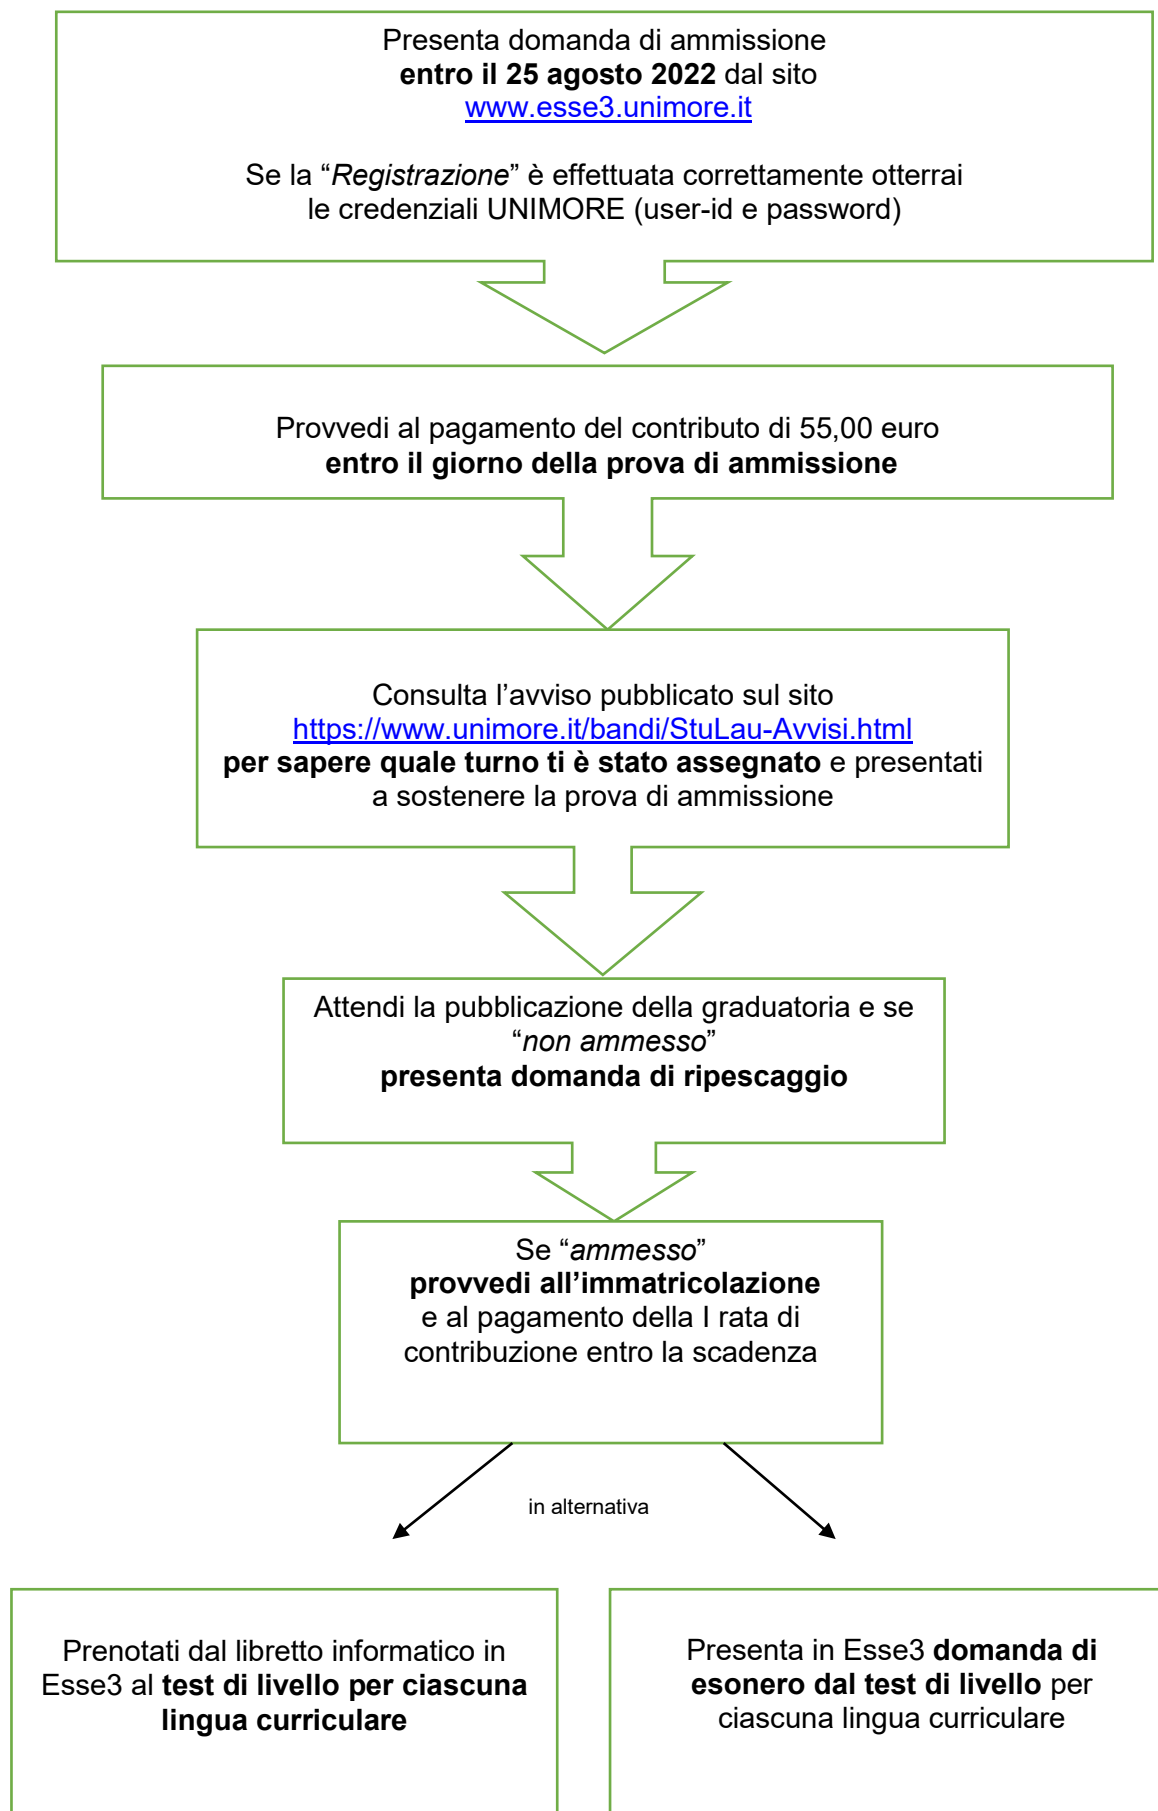 Presenta domanda di ammissione
entro il 25 agosto 2022 dal sito
www.esse3.unimore.it
Se la “Registrazione” è effettuata correttamente otterrai
le credenziali UNIMORE (user-id e password)
Provvedi al pagamento del contributo di 55,00 euro
entro il giorno della prova di ammissione
Consulta l’avviso pubblicato sul sito
https://www.unimore.it/bandi/StuLau-Avvisi.html
per sapere quale turno ti è stato assegnato e presentati
a sostenere la prova di ammissione
Attendi la pubblicazione della graduatoria e se
“non ammesso”
presenta domanda di ripescaggio
Se “ammesso”
provvedi all’immatricolazione
e al pagamento della I rata di
contribuzione entro la scadenza
in alternativa
Prenotati dal libretto informatico in
Esse3 al test di livello per ciascuna
lingua curriculare
Presenta in Esse3 domanda di
esonero dal test di livello per
ciascuna lingua curriculare